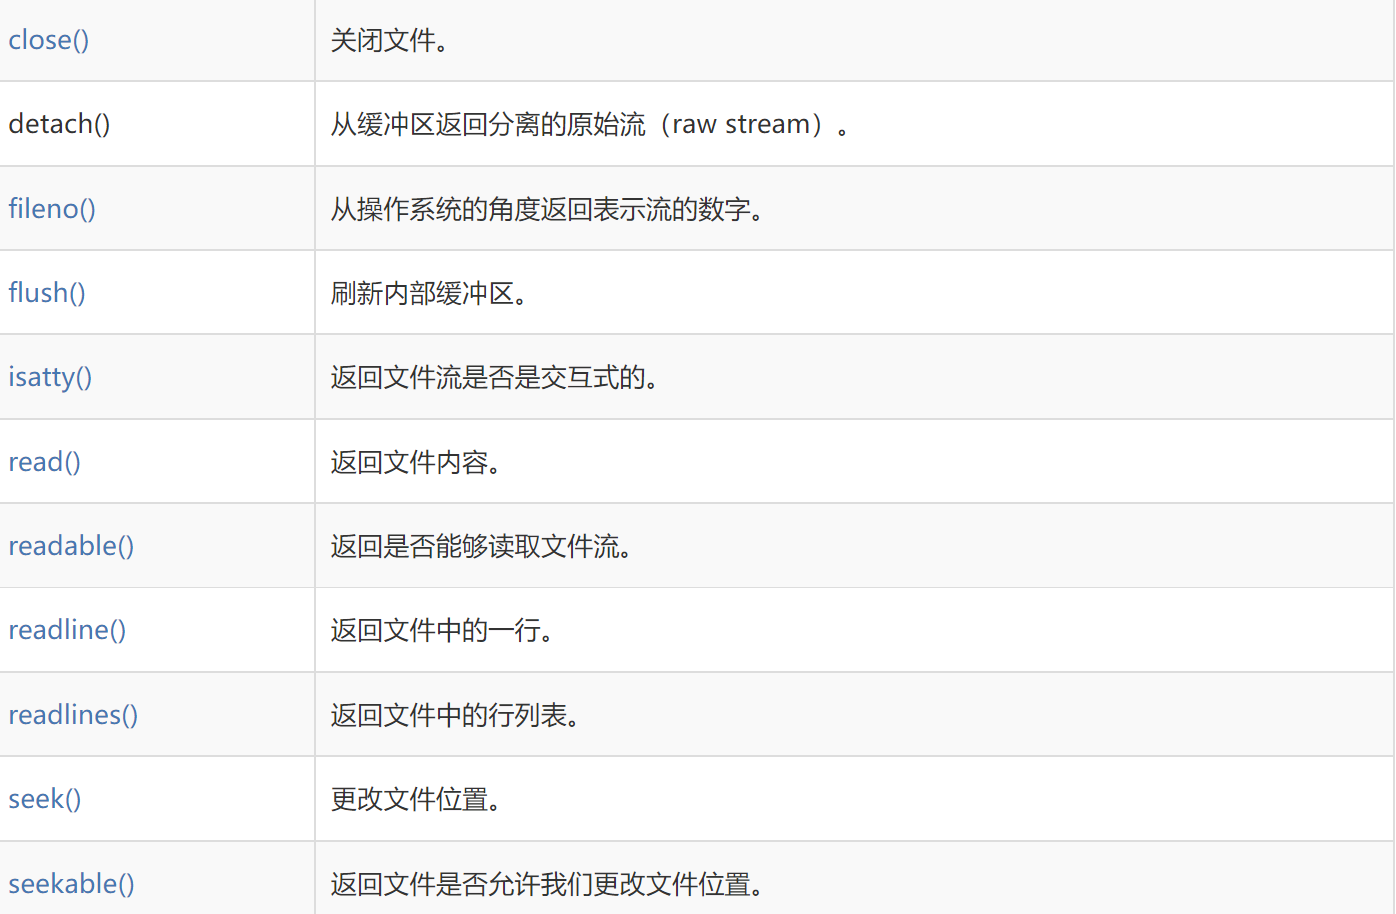 close() 关闭文件。
detach() 从缓冲区返回分离的原始流（raw stream）。
fileno() 从操作系统的角度返回表示流的数字。
flush() 刷新内部缓冲区。
isatty() 返回文件流是否是交互式的。
read() 返回文件内容。
readable() 返回是否能够读取文件流。
readline() 返回文件中的一行。
readlines() 返回文件中的行列表。
seek() 更改文件位置。
seekable() 返回文件是否允许我们更改文件位置。